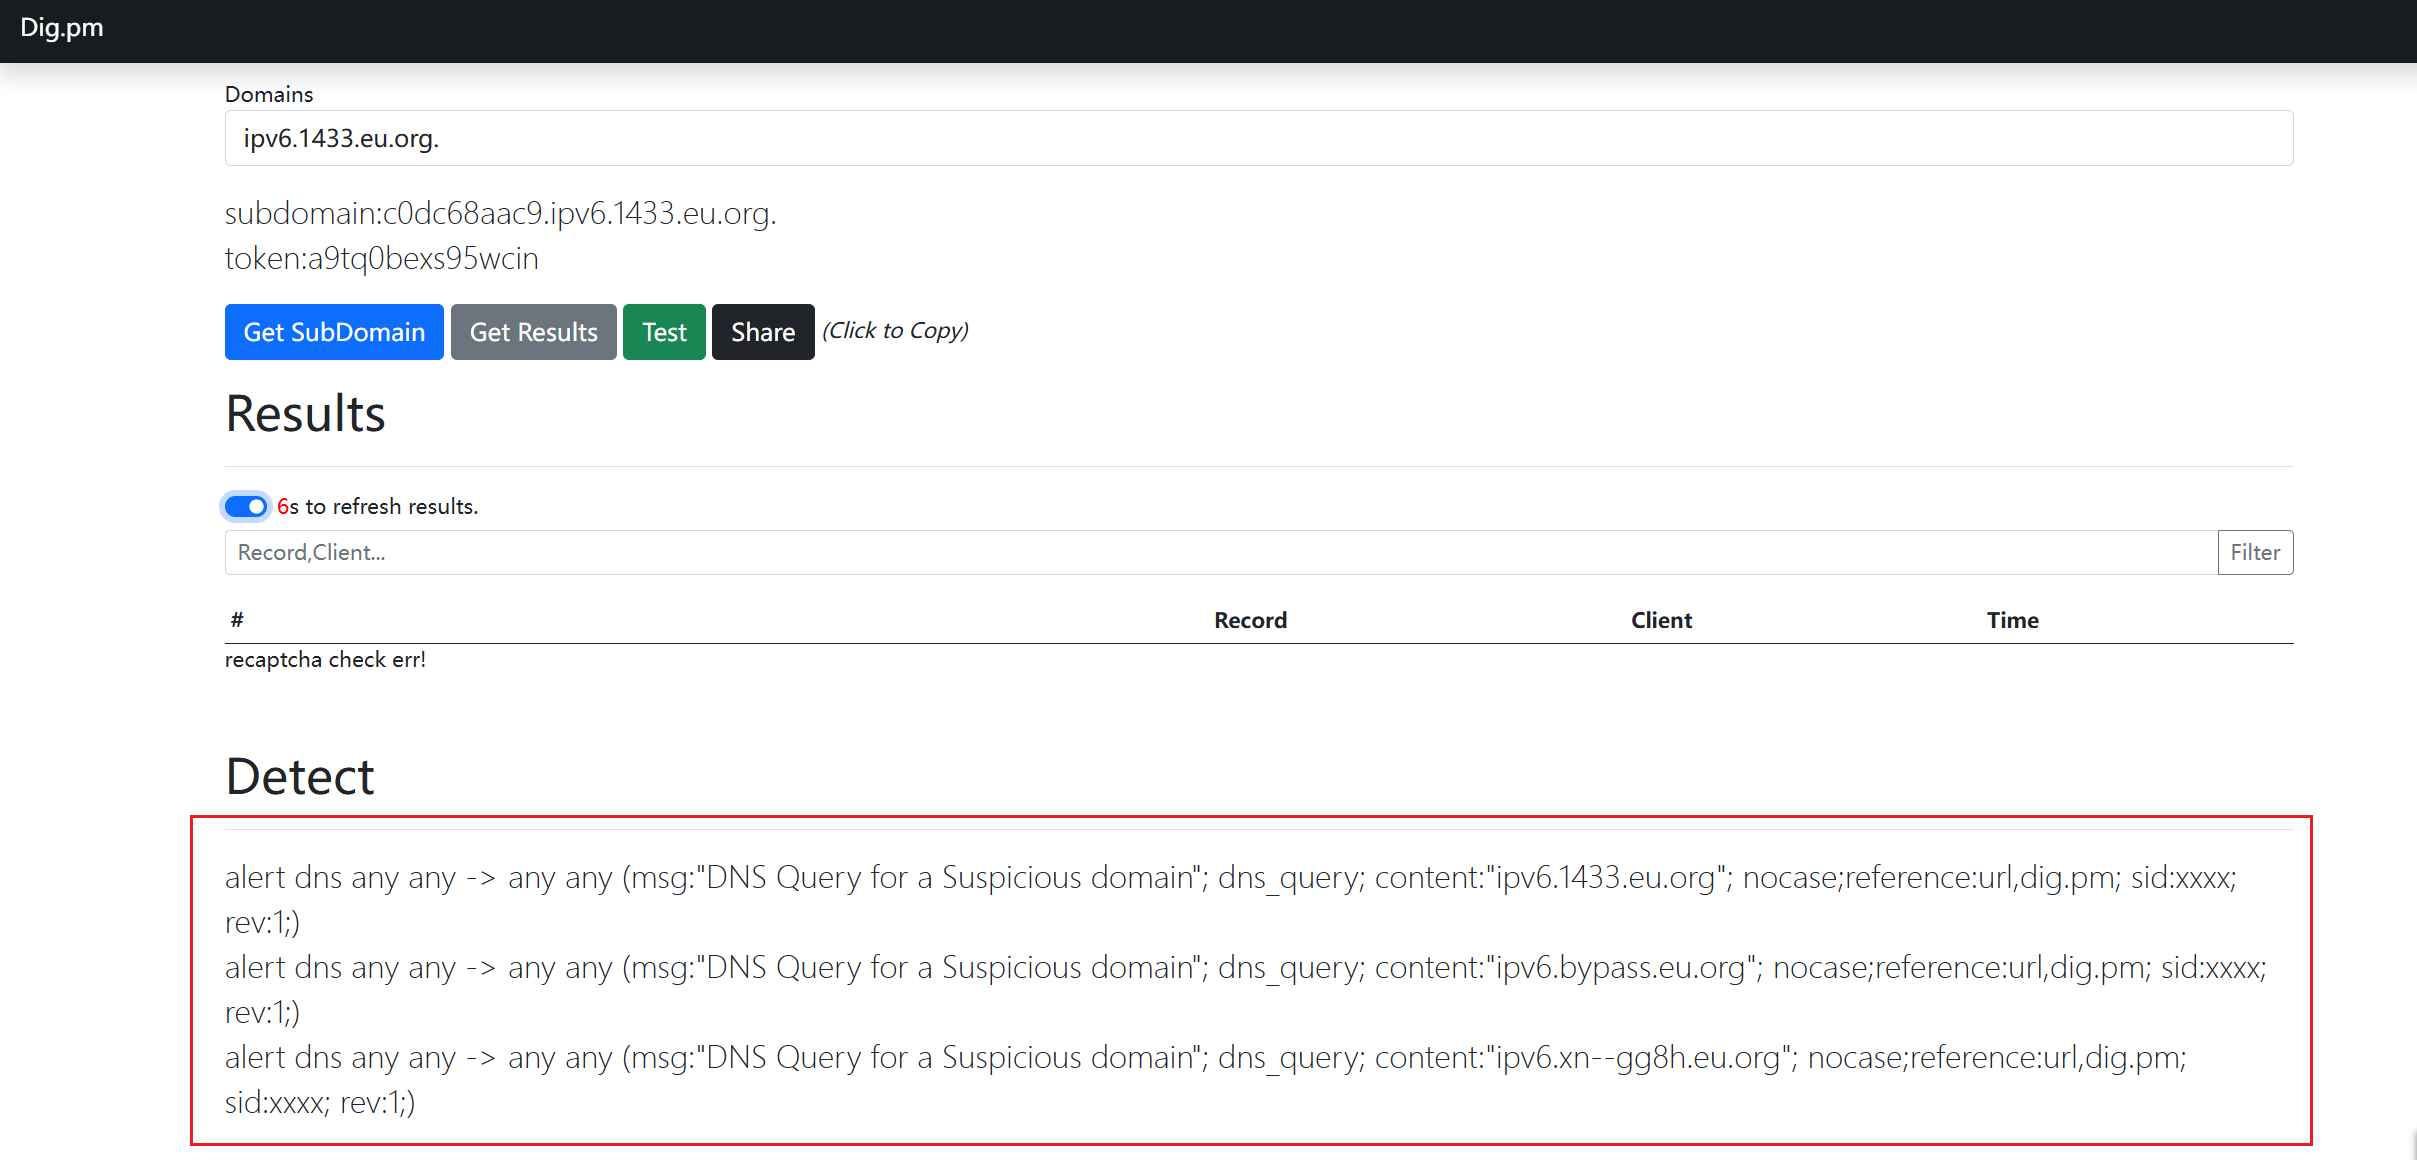 Dig.pm
Domains
ipv6.1433.eu.org.
subdomain:c0dc68aac9.ipv6.1433.eu.org.
token:a9tq0bexs95wcin
Get SubDomain Get Results Test Share (Click to Copy)
Results
6s to refresh results.
Record,Client... Filter
# Record Client Time
recaptcha check err!
Detect
alert dns any any -> any any (msg:"DNS Query for a Suspicious domain"; dns_query; content:"ipv6.1433.eu.org"; nocase;reference:url,dig.pm; sid:xxxx;
rev:1;)
alert dns any any -> any any (msg:"DNS Query for a Suspicious domain"; dns_query; content:"ipv6.bypass.eu.org"; nocase;reference:url,dig.pm; sid:xxxx;
rev:1;)
alert dns any any -> any any (msg:"DNS Query for a Suspicious domain"; dns_query; content:"ipv6.xn--gg8h.eu.org"; nocase;reference:url,dig.pm;
sid:xxxx; rev:1;)